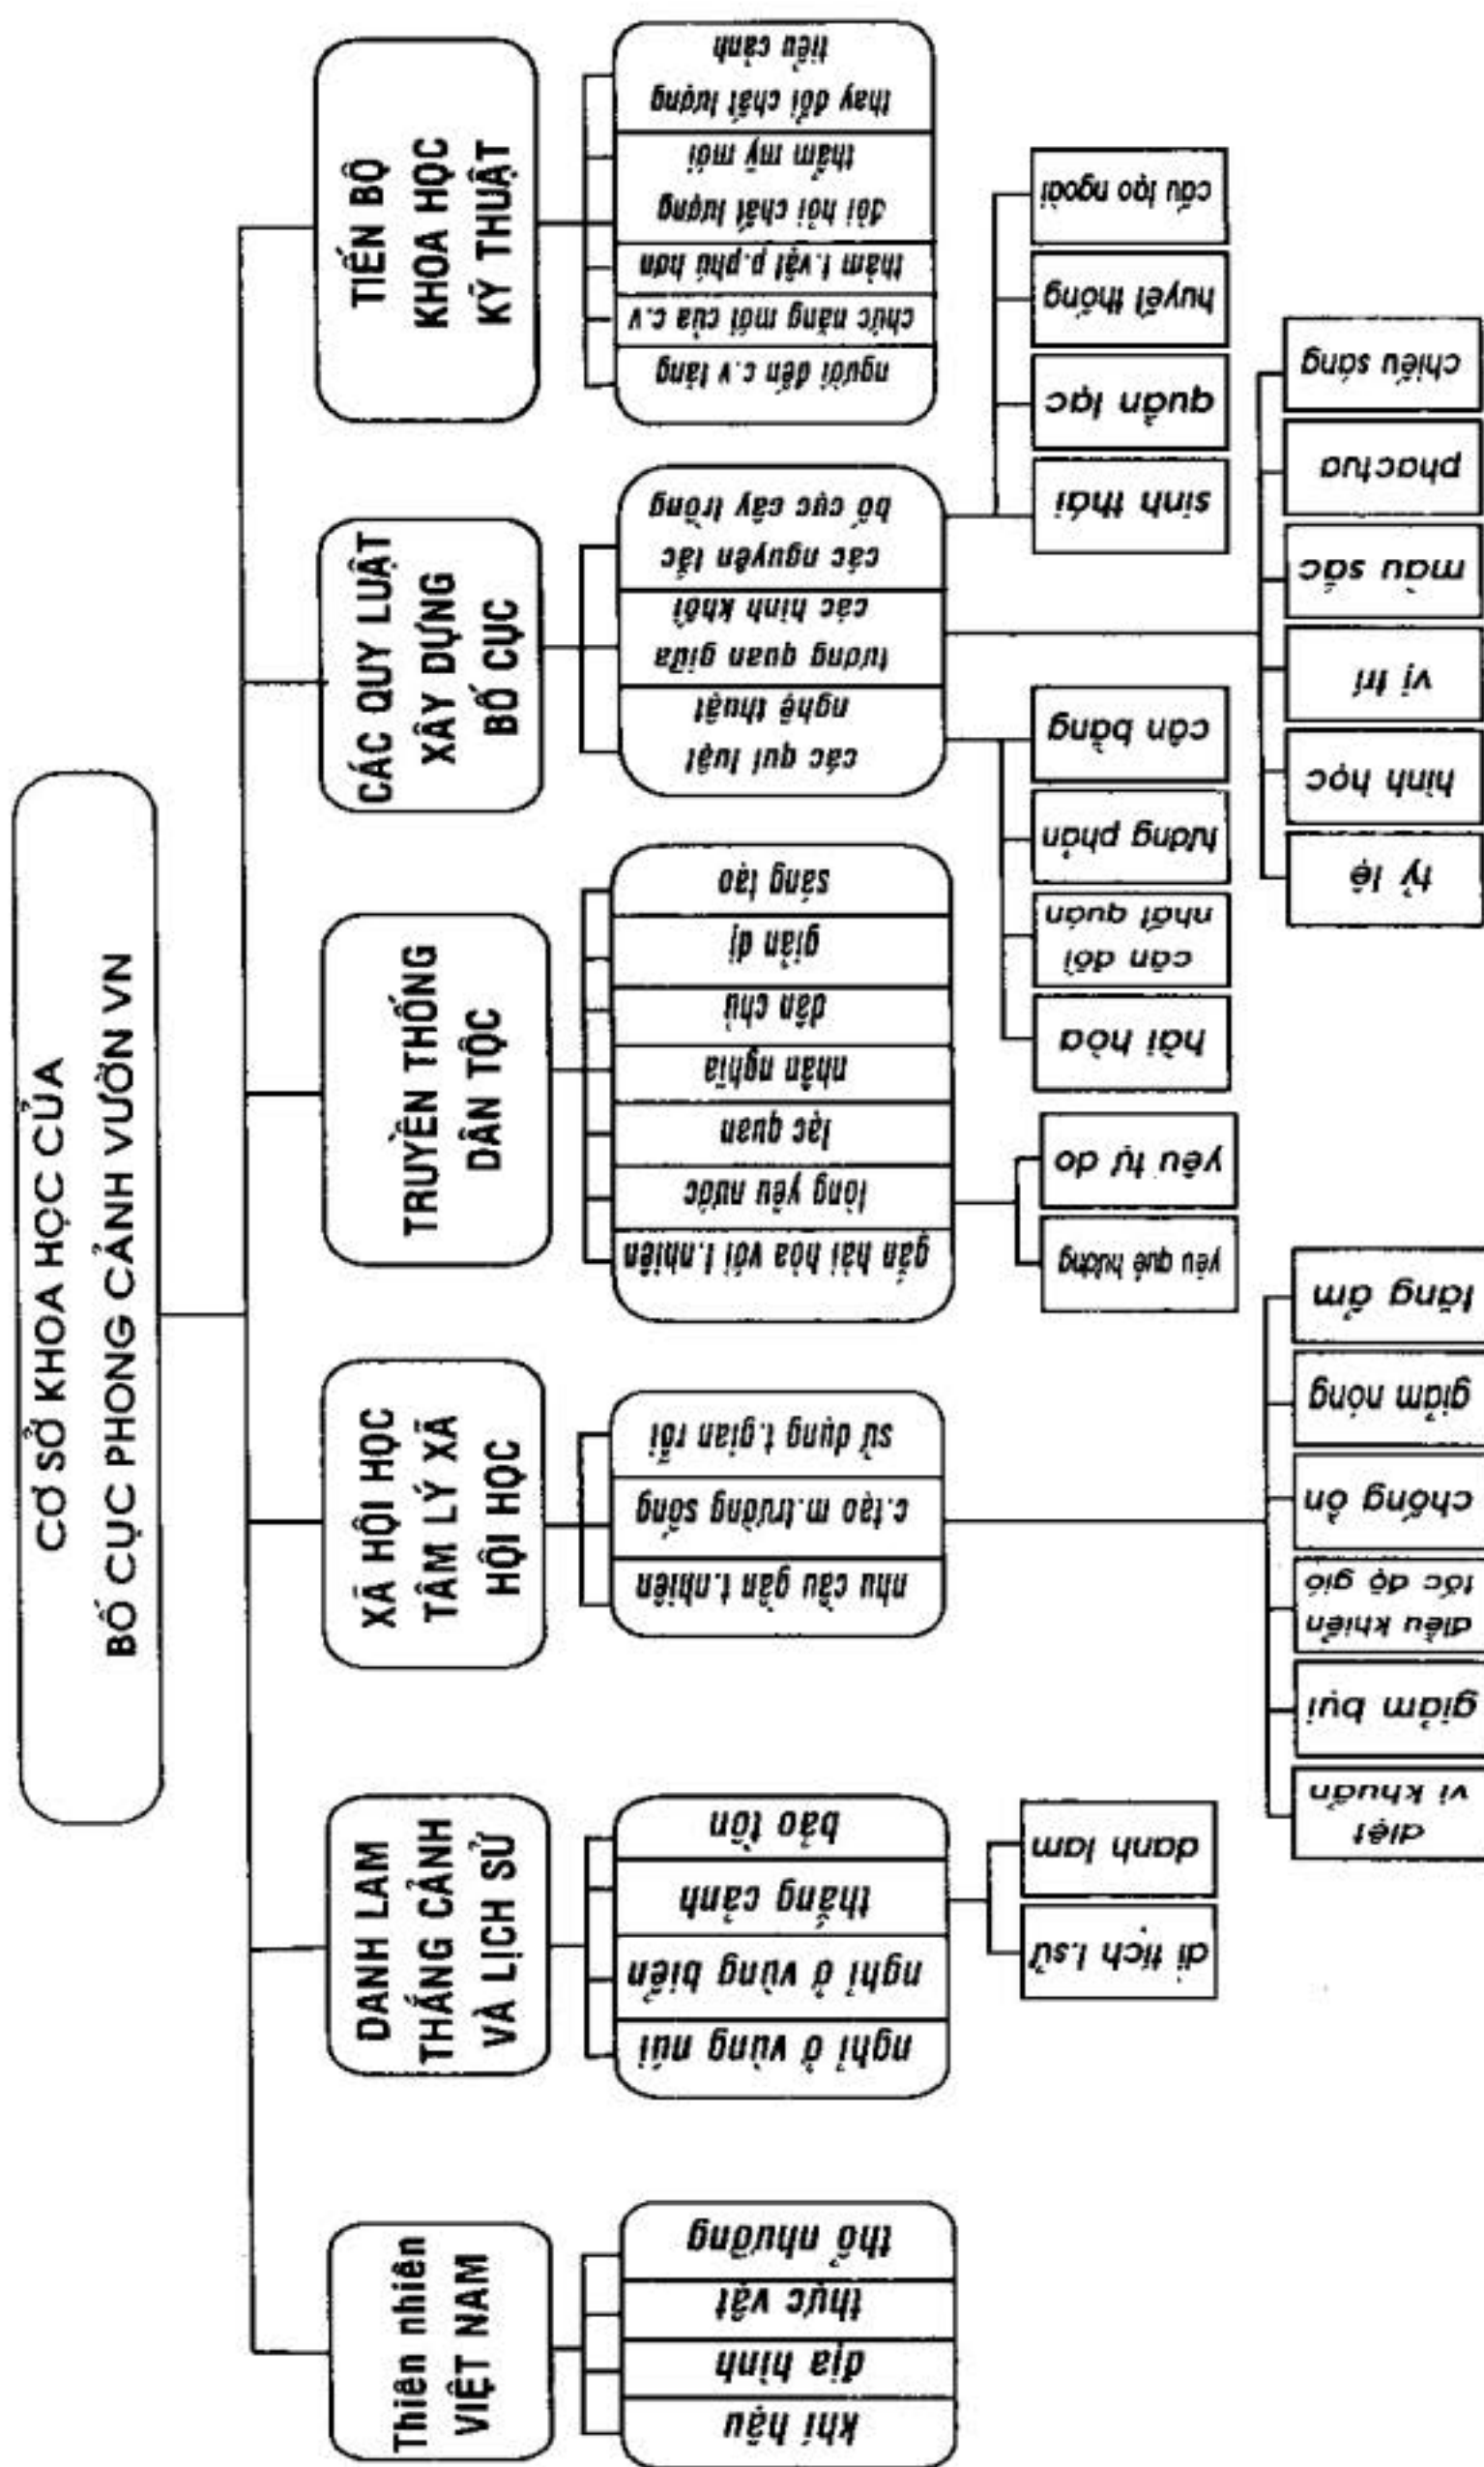 CƠ SỞ KHOA HỌC CỦA
BỐ CỤC PHONG CẢNH VƯỜN VN
Thiên nhiên
VIỆT NAM
khí hậu
địa hình
thực vật
thổ nhưỡng
DANH LAM
THẮNG CẢNH
VÀ LỊCH SỬ
nghỉ ở vùng núi
nghỉ ở vùng biển
thắng cảnh
bảo tồn
di tích l.sử
danh lam
XÃ HỘI HỌC
TÂM LÝ XÃ
HỘI HỌC
nhu cầu gần t.nhiên
c.tạo m.trường sống
sử dụng t.gian rỗi
diệt
vi khuẩn
giảm bụi
điều khiển
tốc độ gió
chống ồn
giảm nóng
tăng ẩm
TRUYỀN THỐNG
DÂN TỘC
gắn hài hòa với t.nhiên
lòng yêu nước
lạc quan
nhân nghĩa
dân chủ
giản dị
sáng tạo
yêu quê hương
yêu tự do
CÁC QUY LUẬT
XÂY DỰNG
BỐ CỤC
các qui luật
nghệ thuật
tương quan giữa
các hình khối
các nguyên tắc
bố cục cây trồng
hài hòa
cân đối
nhất quán
tương phản
cân bằng
tỷ lệ
hình học
vị trí
màu sắc
phactua
chiếu sáng
sinh thái
quần lạc
huyết thống
cấu tạo ngoài
TIẾN BỘ
KHOA HỌC
KỸ THUẬT
người đến c.v tăng
chức năng mới của c.v
thảm t.vật p.phú hơn
đòi hỏi chất lượng
thẩm mỹ mới
thay đổi chất lượng
tiểu cảnh